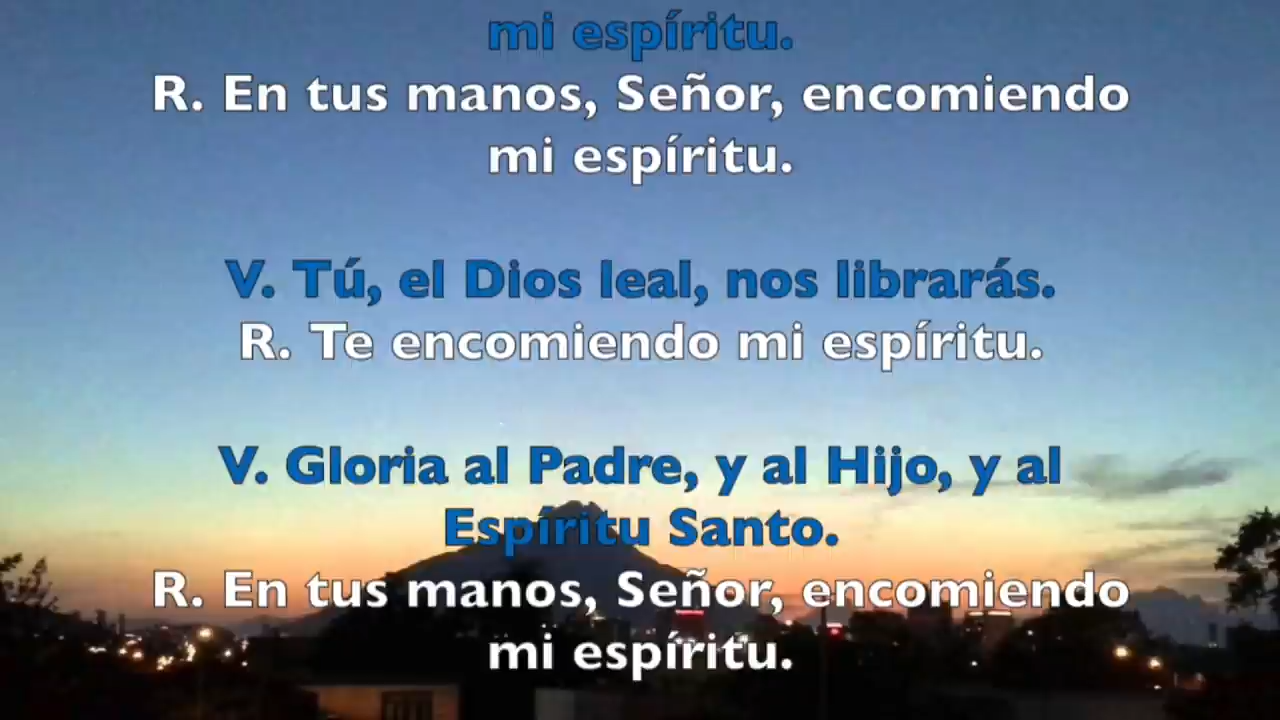 mi espíritu.
R. En tus manos, Señor, encomiendo
mi espíritu.
V. Tú, el Dios leal, nos librarás.
R. Te encomiendo mi espíritu.
V. Gloria al Padre, y al Hijo, y al
Espíritu Santo.
R. En tus manos, Señor, encomiendo
mi espíritu.